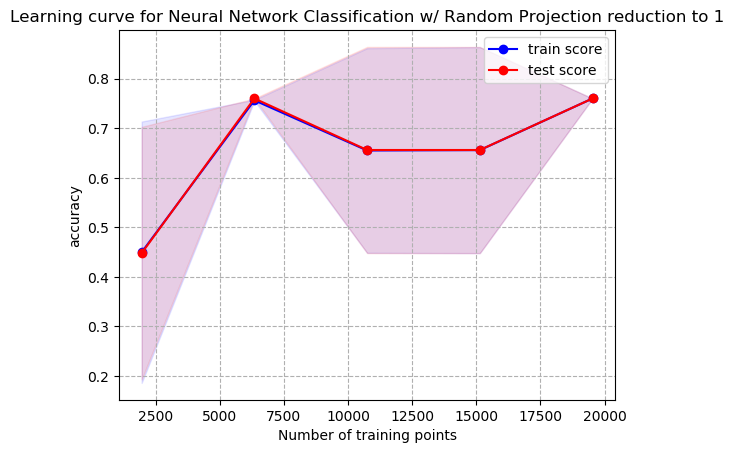 Learning curve for Neural Network Classification w/ Random Projection reduction to 1
train score
test score
accuracy
0.8
0.7
0.6
0.5
0.4
0.3
0.2
2500 5000 7500 10000 12500 15000 17500 20000
Number of training points